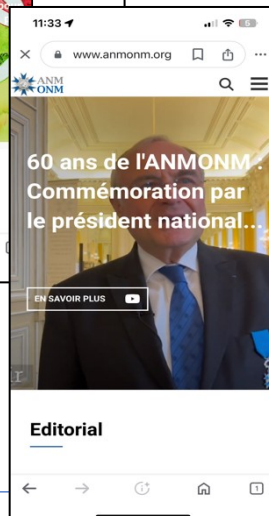 11:33
www.anmonm.org
ANM
ONM
60 ans de l'ANMONM :
Commémoration par
le président national...
EN SAVOIR PLUS
Editorial
1